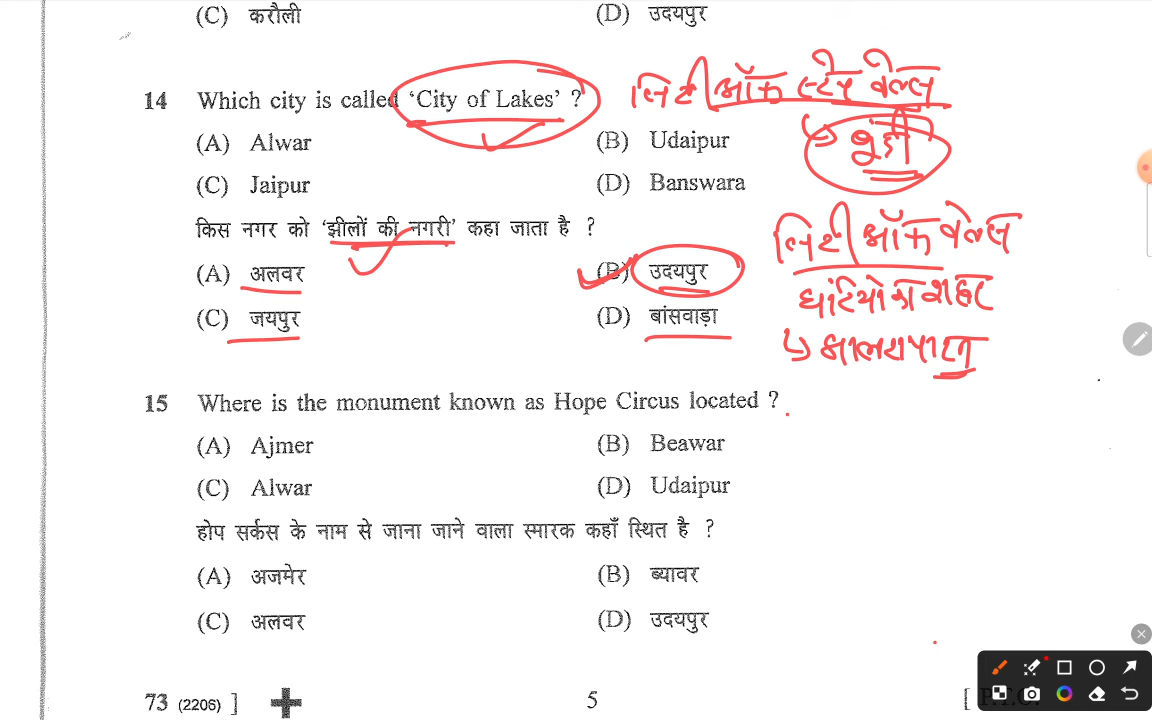 (C) करौली (D) उदयपुर
14 Which city is called ‘City of Lakes’ ?
(A) Alwar (B) Udaipur
(C) Jaipur (D) Banswara
किस नगर को ‘झीलों की नगरी’ कहा जाता है ?
(A) अलवर (B) उदयपुर
(C) जयपुर (D) बांसवाड़ा
सिटी ऑफ स्टेप वेल्स
बूंदी
सिटी ऑफ वेल्स
घंटियो का शहर
झालरापाटन
15 Where is the monument known as Hope Circus located ?
(A) Ajmer (B) Beawar
(C) Alwar (D) Udaipur
होप सर्कस के नाम से जाना जाने वाला स्मारक कहाँ स्थित है ?
(A) अजमेर (B) ब्यावर
(C) अलवर (D) उदयपुर
73 (2206) ] 5 [ P.T.O.